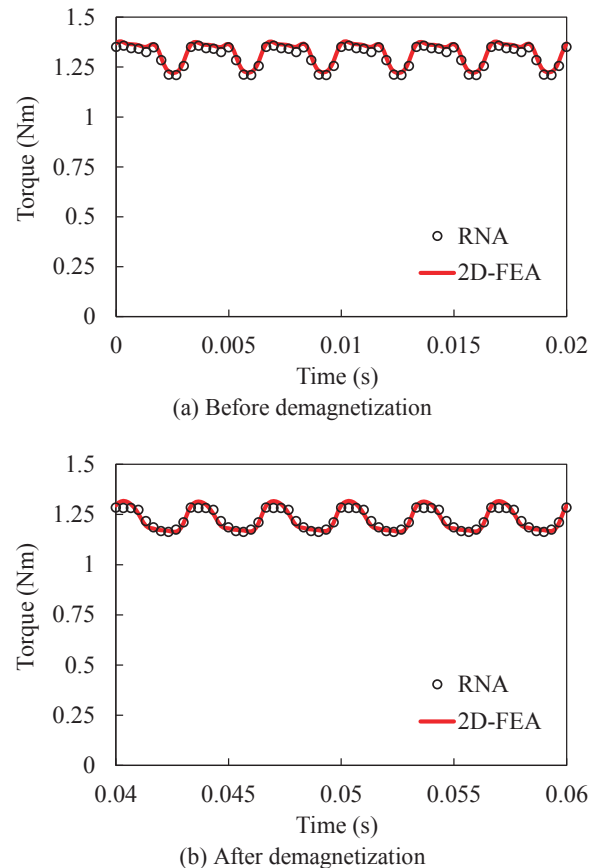 1.5
1.25
1
0.75
0.5
0.25
0
Torque (Nm)
RNA
2D-FEA
0 0.005 0.01 0.015 0.02
Time (s)
(a) Before demagnetization
1.5
1.25
1
0.75
0.5
0.25
0
Torque (Nm)
RNA
2D-FEA
0.04 0.045 0.05 0.055 0.06
Time (s)
(b) After demagnetization